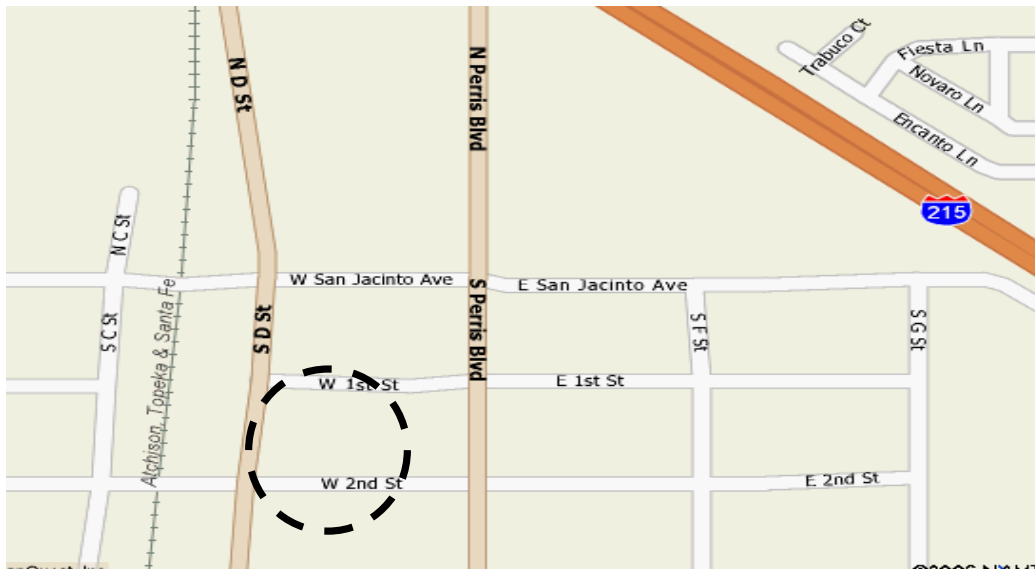 Trabuco Ct
Fiesta Ln
Novaro Ln
Encanto Ln
N D St
N Perris Blvd
215
N C St
W San Jacinto Ave
E San Jacinto Ave
S C St
Atchison, Topeka & Santa Fe
S D St
S Perris Blvd
S F St
S G St
W 1st St
E 1st St
W 2nd St
E 2nd St